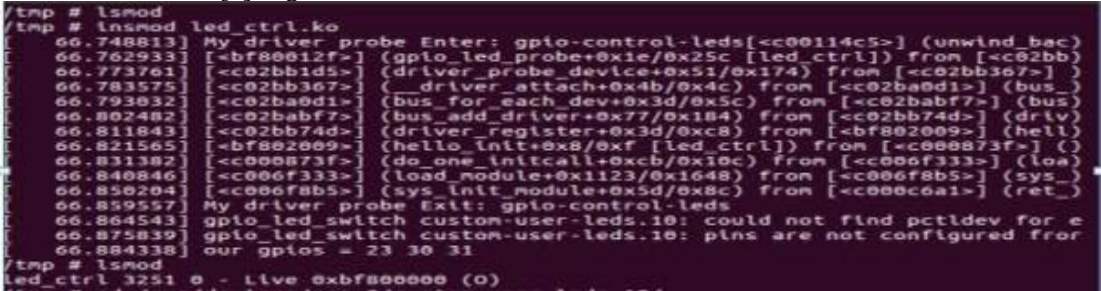 /tmp # lsmod
/tmp # insmod led_ctrl.ko
[ 66.748813] My driver probe Enter: gpio-control-leds[<c00114c5>] (unwind_bac)
[ 66.762933] [<bf80012f>] (gpio_led_probe+0x1e/0x25c [led_ctrl]) from [<c02bb)
[ 66.773761] [<c02bb1d5>] (driver_probe_device+0x51/0x174) from [<c02bb367>] )
[ 66.783575] [<c02bb367>] (__driver_attach+0x4b/0x4c) from [<c02ba0d1>] (bus_)
[ 66.793032] [<c02ba0d1>] (bus_for_each_dev+0x3d/0x5c) from [<c02babf7>] (bus)
[ 66.802482] [<c02babf7>] (bus_add_driver+0x77/0x184) from [<c02bb74d>] (driv)
[ 66.811843] [<c02bb74d>] (driver_register+0x3d/0xc8) from [<bf802009>] (hell)
[ 66.821565] [<bf802009>] (hello_init+0x8/0xf [led_ctrl]) from [<c000873f>] ()
[ 66.831382] [<c000873f>] (do_one_initcall+0xcb/0x10c) from [<c006f333>] (loa)
[ 66.840846] [<c006f333>] (load_module+0x1123/0x1648) from [<c006f8b5>] (sys_)
[ 66.850204] [<c006f8b5>] (sys_init_module+0x5d/0x8c) from [<c000c6a1>] (ret_)
[ 66.859557] My driver probe Exit: gpio-control-leds
[ 66.864543] gpio_led_switch custom-user-leds.10: could not find pctldev for e
[ 66.875839] gpio_led_switch custom-user-leds.10: pins are not configured fror
[ 66.884338] our gpios = 23 30 31
/tmp # lsmod
led_ctrl 3251 0 - Live 0xbf800000 (O)